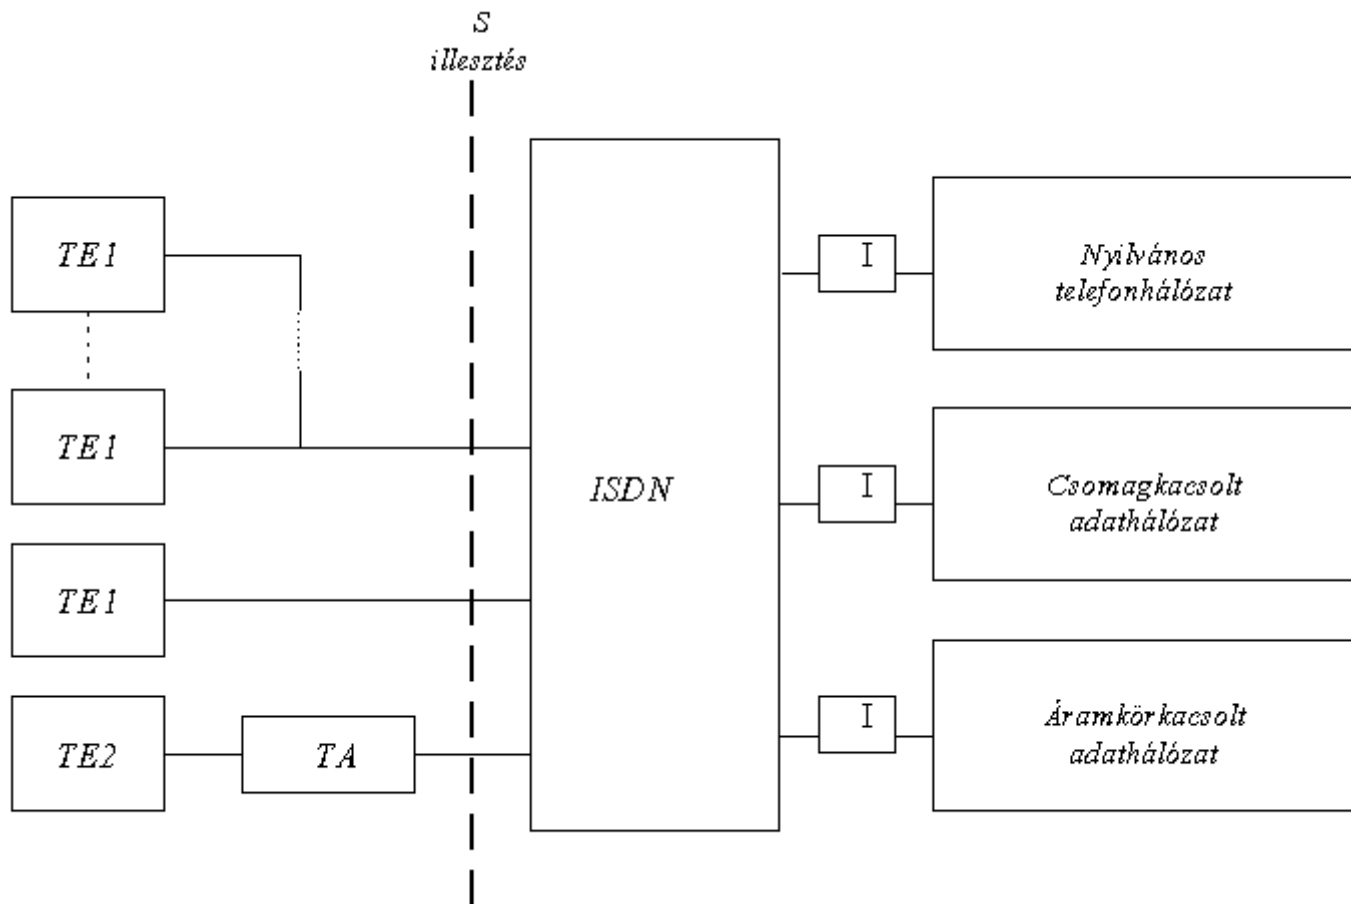 S
illesztés
TE1
TE1
TE1
TE2
TA
ISDN
I
I
I
Nyilvános
telefonhálózat
Csomagkacsolt
adathálózat
Áramkörkacsolt
adathálózat